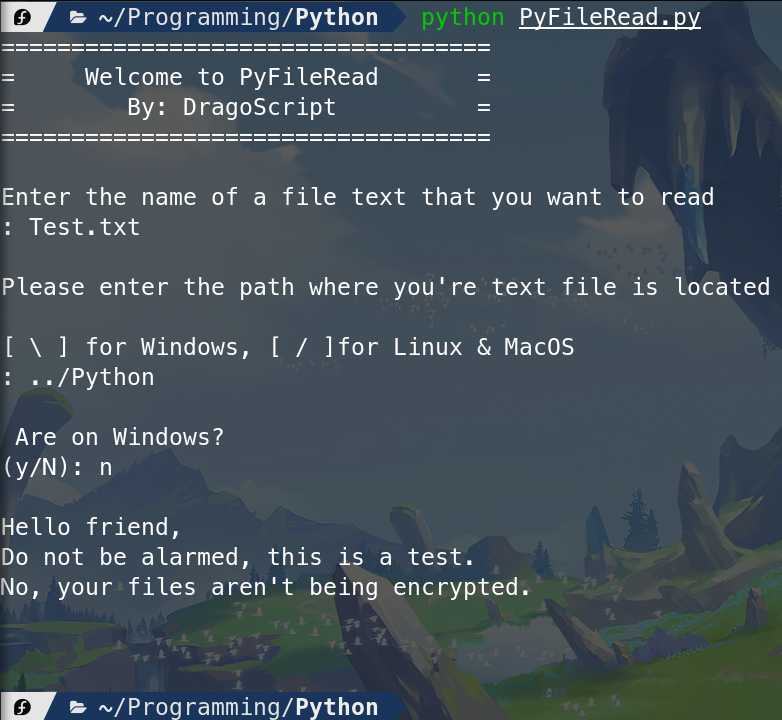 ~/Programming/Python python PyFileRead.py
===================================
=     Welcome to PyFileRead       =
=        By: DragoScript          =
===================================
Enter the name of a file text that you want to read
: Test.txt
Please enter the path where you're text file is located
[ \ ] for Windows, [ / ]for Linux & MacOS
: ../Python
 Are on Windows?
(y/N): n
Hello friend,
Do not be alarmed, this is a test.
No, your files aren't being encrypted.
~/Programming/Python